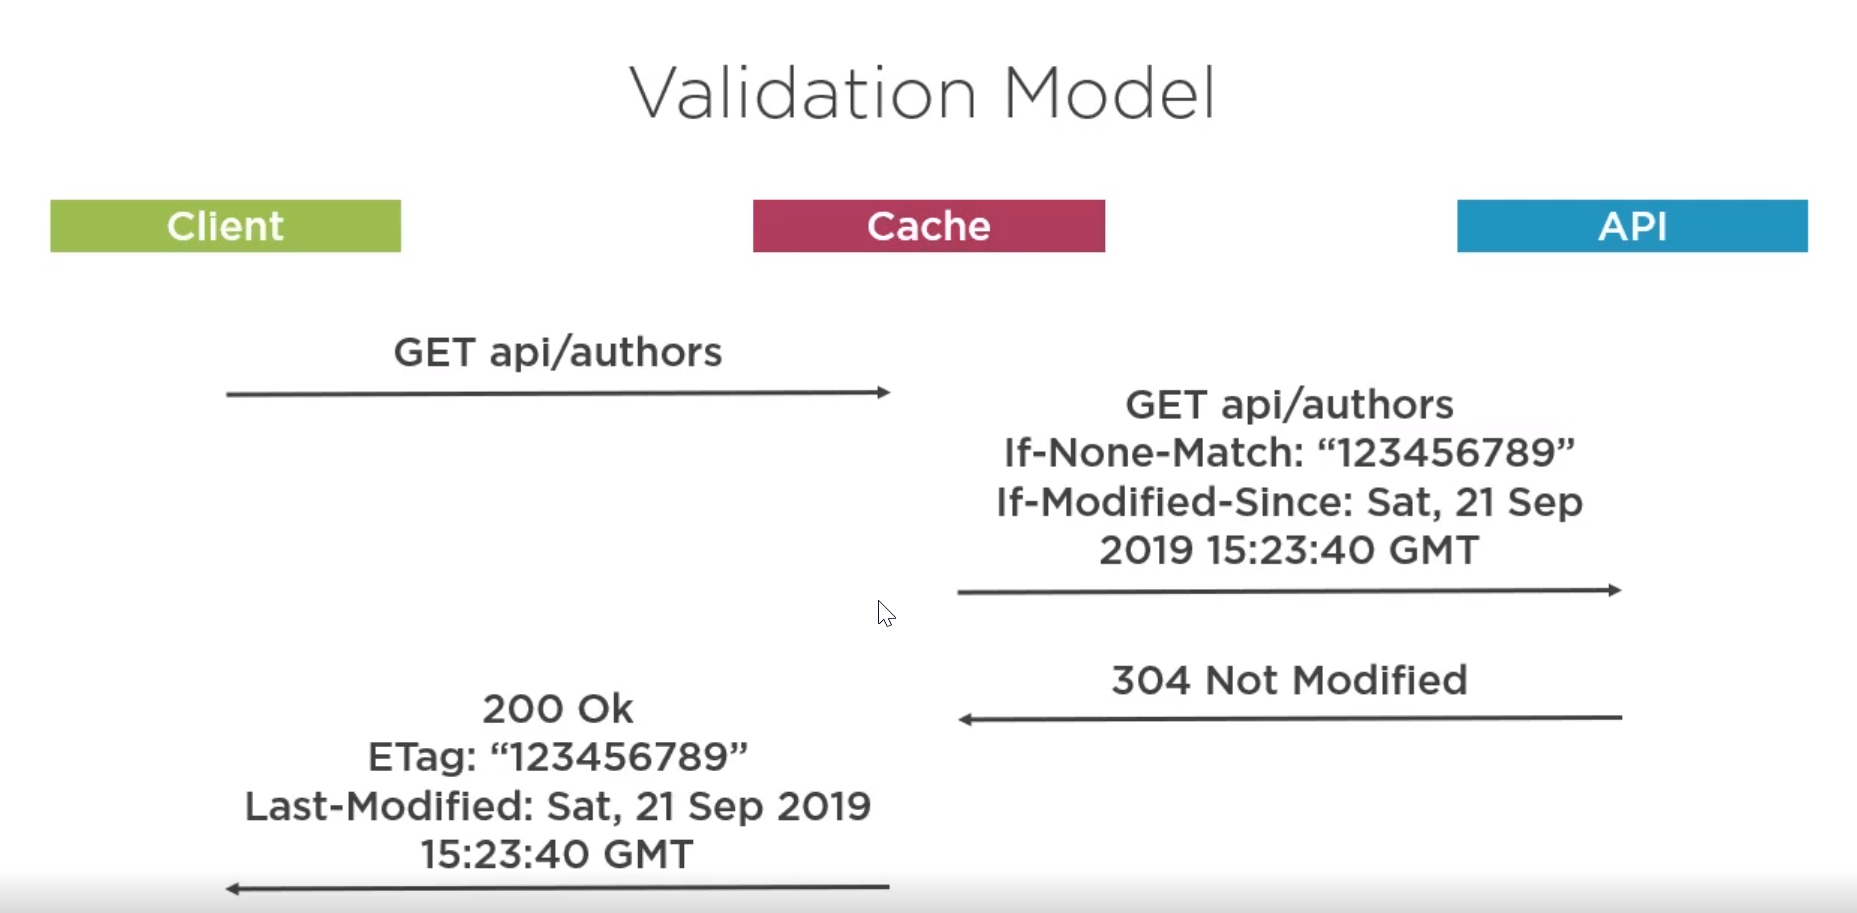 Validation Model
Client
Cache
API
GET api/authors
GET api/authors
If-None-Match: “123456789”
If-Modified-Since: Sat, 21 Sep
2019 15:23:40 GMT
304 Not Modified
200 Ok
ETag: “123456789”
Last-Modified: Sat, 21 Sep 2019
15:23:40 GMT